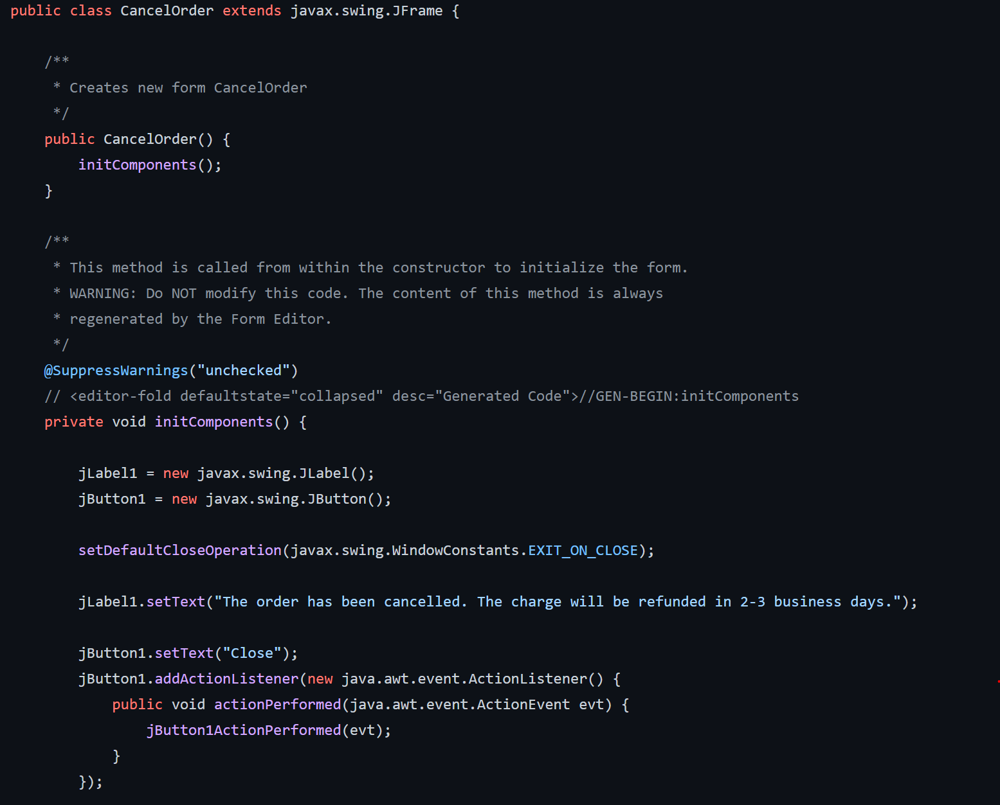 public class CancelOrder extends javax.swing.JFrame {
/**
* Creates new form CancelOrder
*/
public CancelOrder() {
initComponents();
}
/**
* This method is called from within the constructor to initialize the form.
* WARNING: Do NOT modify this code. The content of this method is always
* regenerated by the Form Editor.
*/
@SuppressWarnings("unchecked")
// <editor-fold defaultstate="collapsed" desc="Generated Code">//GEN-BEGIN:initComponents
private void initComponents() {
jLabel1 = new javax.swing.JLabel();
jButton1 = new javax.swing.JButton();
setDefaultCloseOperation(javax.swing.WindowConstants.EXIT_ON_CLOSE);
jLabel1.setText("The order has been cancelled. The charge will be refunded in 2-3 business days.");
jButton1.setText("Close");
jButton1.addActionListener(new java.awt.event.ActionListener() {
public void actionPerformed(java.awt.event.ActionEvent evt) {
jButton1ActionPerformed(evt);
}
});